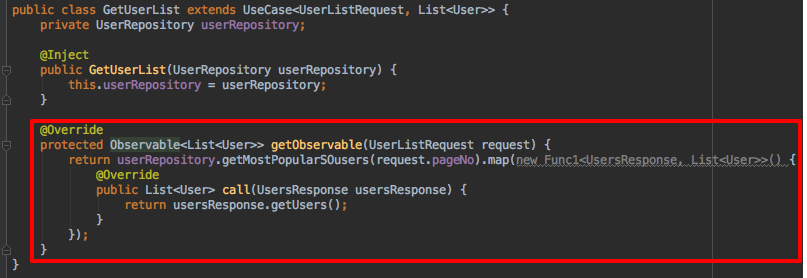 public class GetUserList extends UseCase<UserListRequest, List<User>> {
    private UserRepository userRepository;

    @Inject
    public GetUserList(UserRepository userRepository) {
        this.userRepository = userRepository;
    }

    @Override
    protected Observable<List<User>> getObservable(UserListRequest request) {
        return userRepository.getMostPopularSOusers(request.pageNo).map(new Func1<UsersResponse, List<User>>() {
            @Override
            public List<User> call(UsersResponse usersResponse) {
                return usersResponse.getUsers();
            }
        });
    }
}